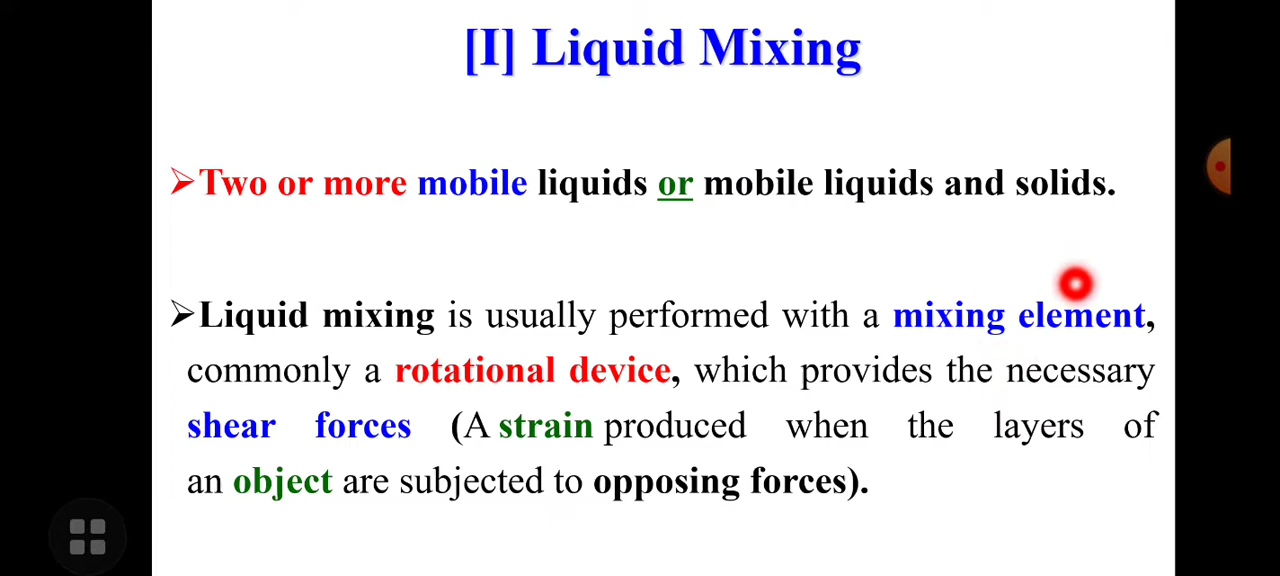 [I] Liquid Mixing
➢Two or more mobile liquids or mobile liquids and solids.
➢Liquid mixing is usually performed with a mixing element,
commonly a rotational device, which provides the necessary
shear forces (A strain produced when the layers of
an object are subjected to opposing forces).